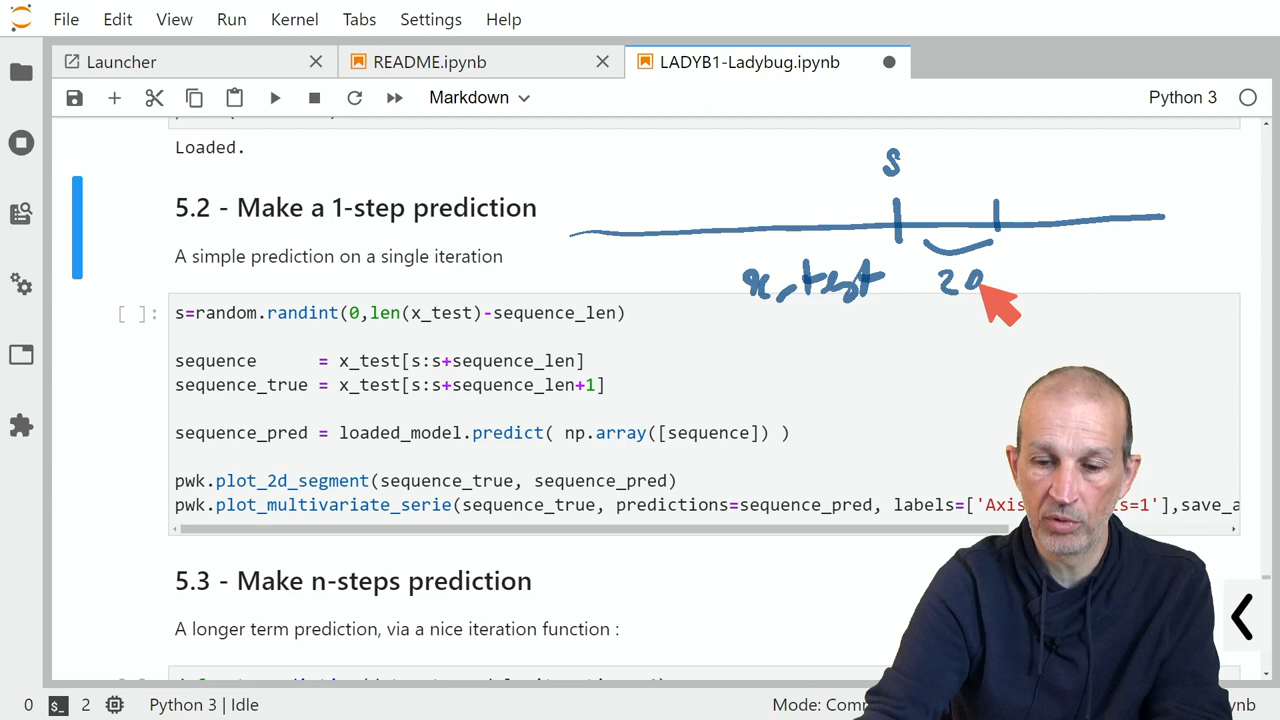 File Edit View Run Kernel Tabs Settings Help
Launcher README.ipynb LADYB1-Ladybug.ipynb
Markdown Python 3
Loaded.
s
5.2 - Make a 1-step prediction
A simple prediction on a single iteration
x_test 20
[ ]: s=random.randint(0,len(x_test)-sequence_len)
sequence = x_test[s:s+sequence_len]
sequence_true = x_test[s:s+sequence_len+1]
sequence_pred = loaded_model.predict( np.array([sequence]) )
pwk.plot_2d_segment(sequence_true, sequence_pred)
pwk.plot_multivariate_serie(sequence_true, predictions=sequence_pred, labels=['Axis s=1'],save_a
5.3 - Make n-steps prediction
A longer term prediction, via a nice iteration function :
0 2 Python 3 | Idle Mode: Com ynb